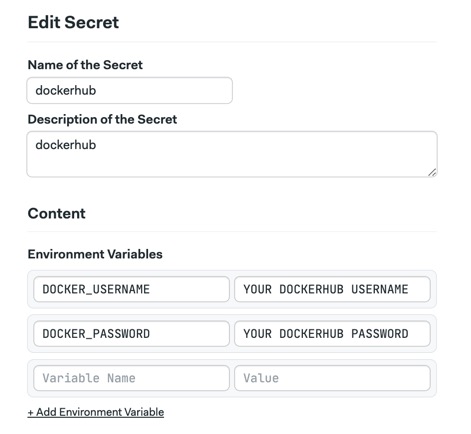 Edit Secret
Name of the Secret
dockerhub
Description of the Secret
dockerhub
Content
Environment Variables
DOCKER_USERNAME YOUR DOCKERHUB USERNAME
DOCKER_PASSWORD YOUR DOCKERHUB PASSWORD
Variable Name Value
+ Add Environment Variable